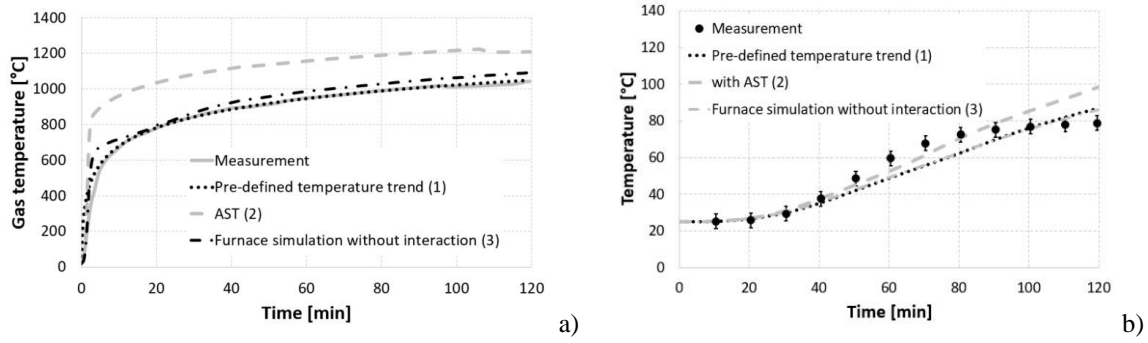 1400
1200
1000
800
600
400
200
0
Gas temperature [°C]
Measurement
Pre-defined temperature trend (1)
AST (2)
Furnace simulation without interaction (3)
0 20 40 60 80 100 120
Time [min]
a)
140
120
100
80
60
40
20
0
Temperature [°C]
Measurement
Pre-defined temperature trend (1)
with AST (2)
Furnace simulation without interaction (3)
0 20 40 60 80 100 120
Time [min]
b)